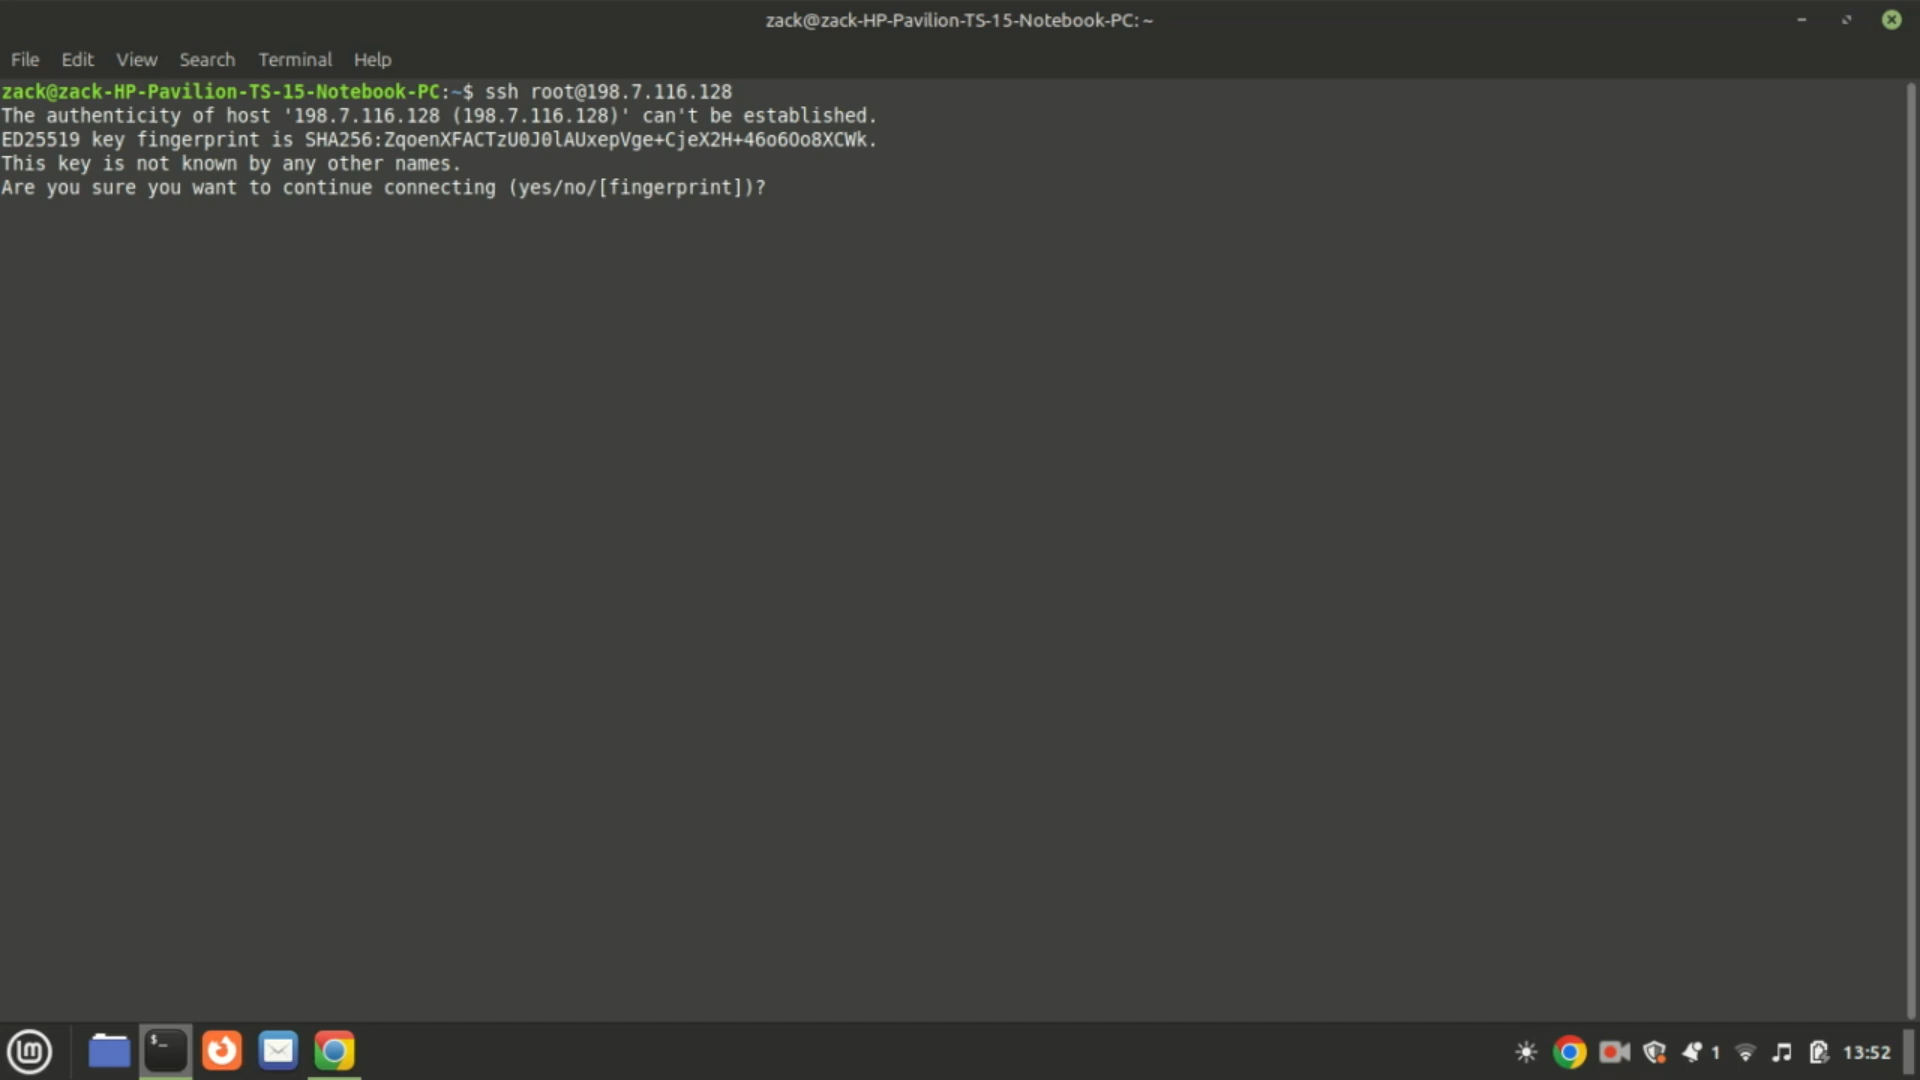 zack@zack-HP-Pavilion-TS-15-Notebook-PC: ~
File Edit View Search Terminal Help
zack@zack-HP-Pavilion-TS-15-Notebook-PC:~$ ssh root@198.7.116.128
The authenticity of host '198.7.116.128 (198.7.116.128)' can't be established.
ED25519 key fingerprint is SHA256:ZqoenXFACTzU0J0lAUxepVge+CjeX2H+46o6Oo8XCWk.
This key is not known by any other names.
Are you sure you want to continue connecting (yes/no/[fingerprint])?
$_
1
13:52